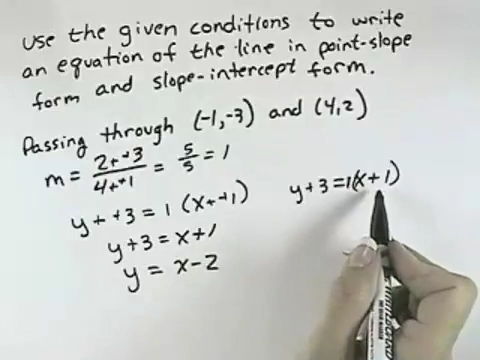 Use the given conditions to write
an equation of the line in point-slope
form and slope-intercept form.
Passing through (-1,-3) and (4,2)
m = 2++3/4++1 = 5/5 = 1
y++3 = 1(x++1)
y+3 = x+1
y = x-2
y+3=1(x+1)